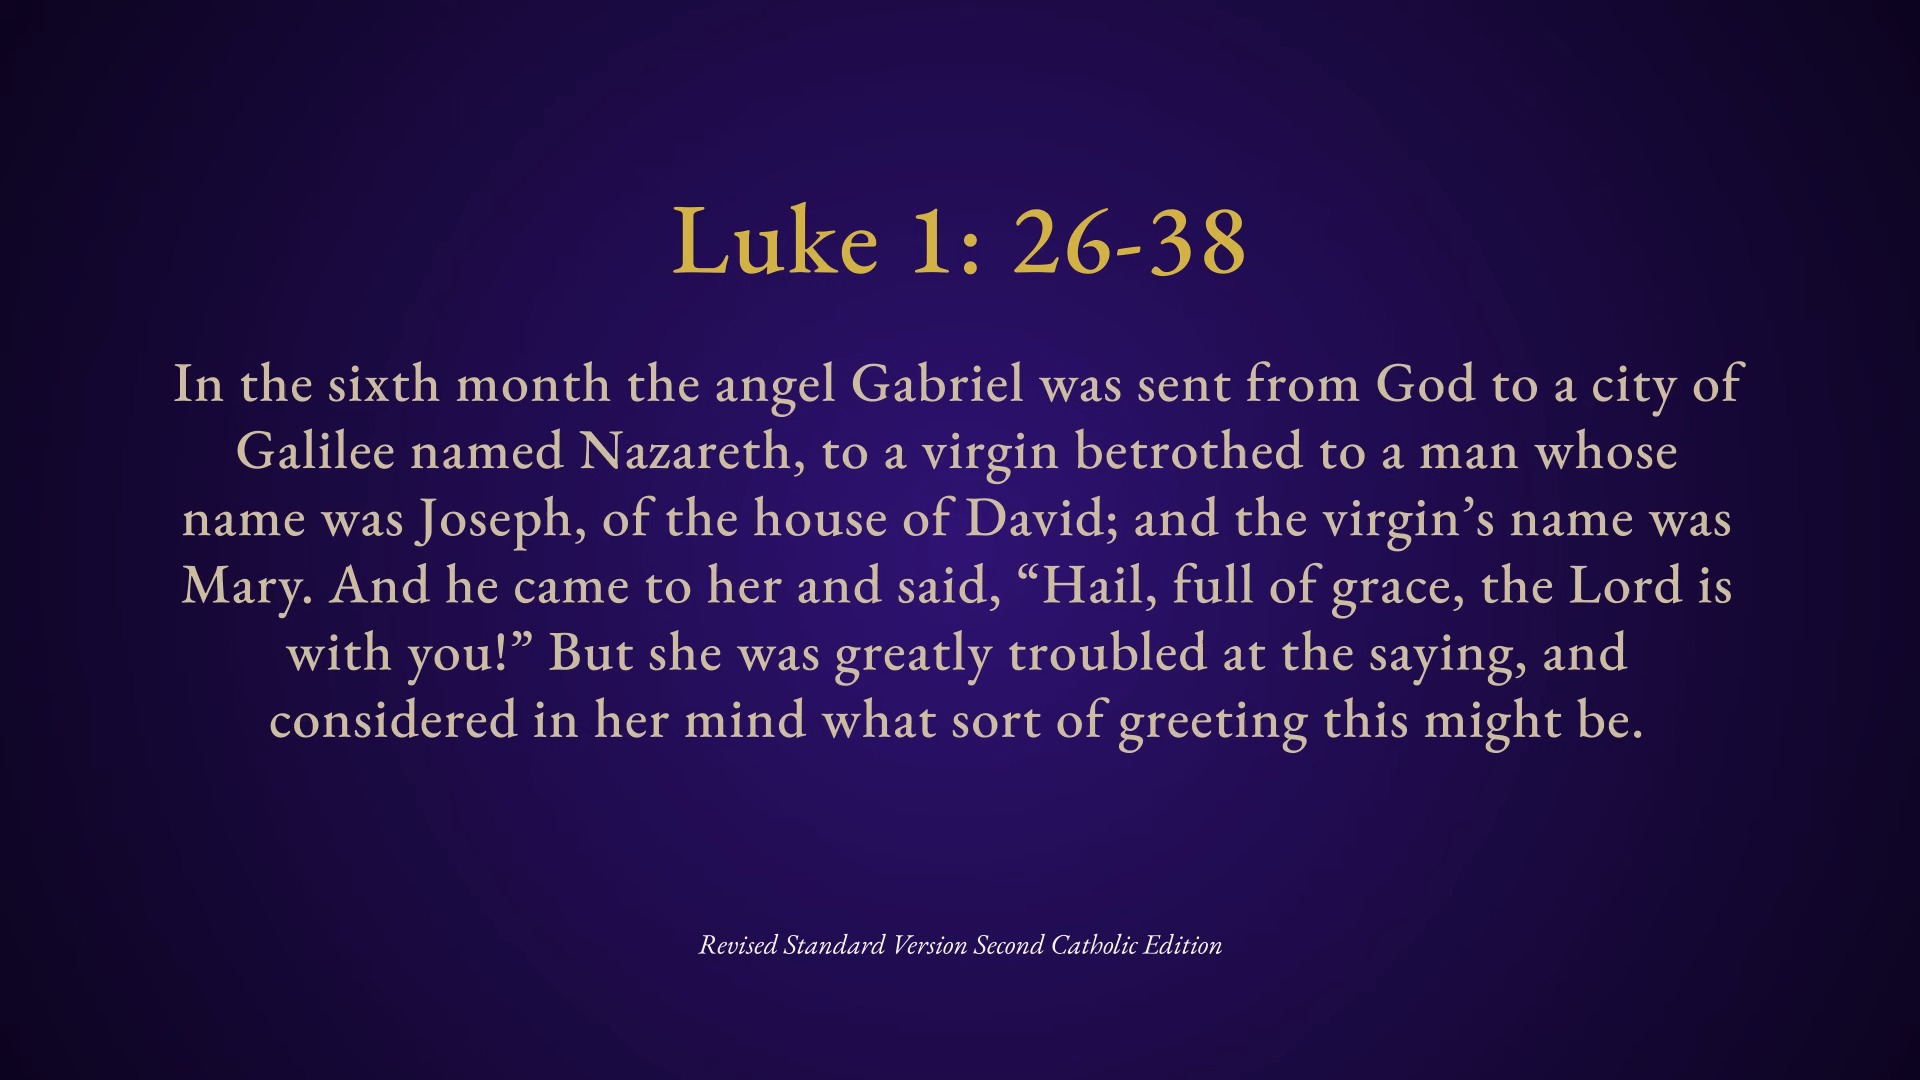 Luke 1: 26-38
In the sixth month the angel Gabriel was sent from God to a city of
Galilee named Nazareth, to a virgin betrothed to a man whose
name was Joseph, of the house of David; and the virgin’s name was
Mary. And he came to her and said, “Hail, full of grace, the Lord is
with you!” But she was greatly troubled at the saying, and
considered in her mind what sort of greeting this might be.
Revised Standard Version Second Catholic Edition